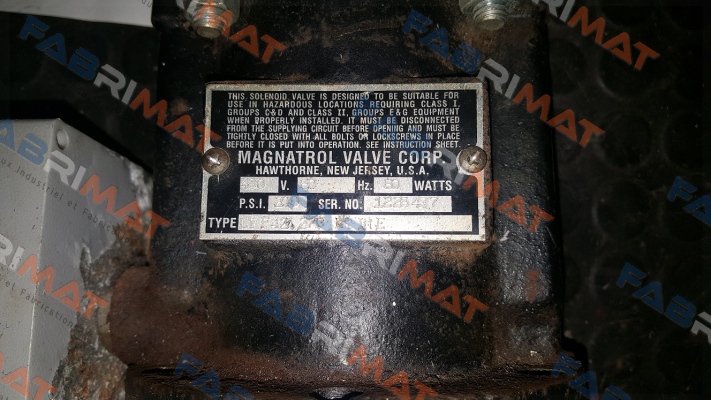 THIS SOLENOID VALVE IS DESIGNED TO BE SUITABLE FOR
USE IN HAZARDOUS LOCATIONS REQUIRING CLASS I,
GROUPS C&D AND CLASS II, GROUPS E&G EQUIPMENT
WHEN PROPERLY INSTALLED. IT MUST BE DISCONNECTED
FROM THE SUPPLYING CIRCUIT BEFORE OPENING AND MUST BE
TIGHTLY CLOSED WITH ALL BOLTS OR LOCKSCREWS IN PLACE
BEFORE IT IS PUT INTO OPERATION. SEE INSTRUCTION SHEET.
MAGNATROL VALVE CORP.
HAWTHORNE, NEW JERSEY, U.S.A.
V. Hz. WATTS
P.S.I. SER. NO.
TYPE
FABRIMAT
FABRIMAT
FABRIMAT
FABRIMAT
FABRIMAT
FABRIMAT